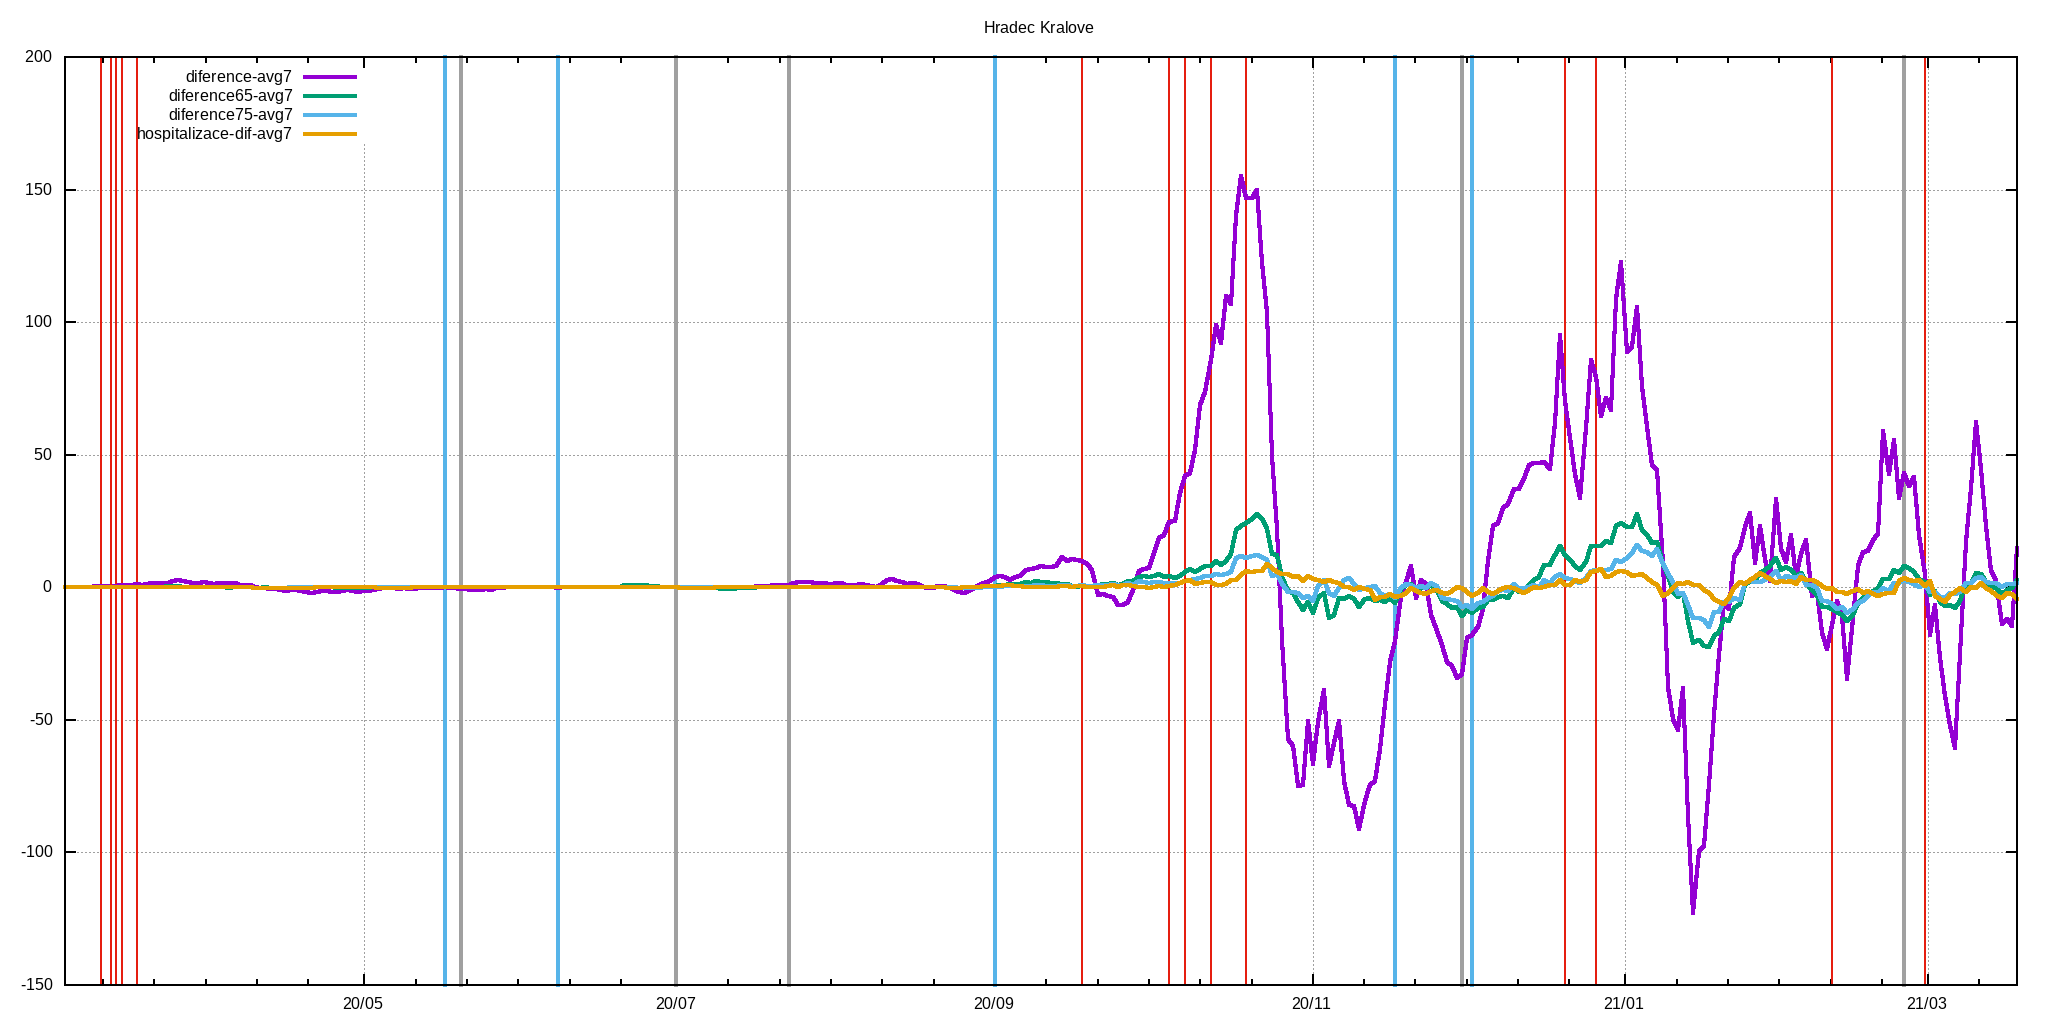 Hradec Kralove
200
150
100
50
0
-50
-100
-150
diference-avg7
diference65-avg7
diference75-avg7
hospitalizace-dif-avg7
20/05
20/07
20/09
20/11
21/01
21/03